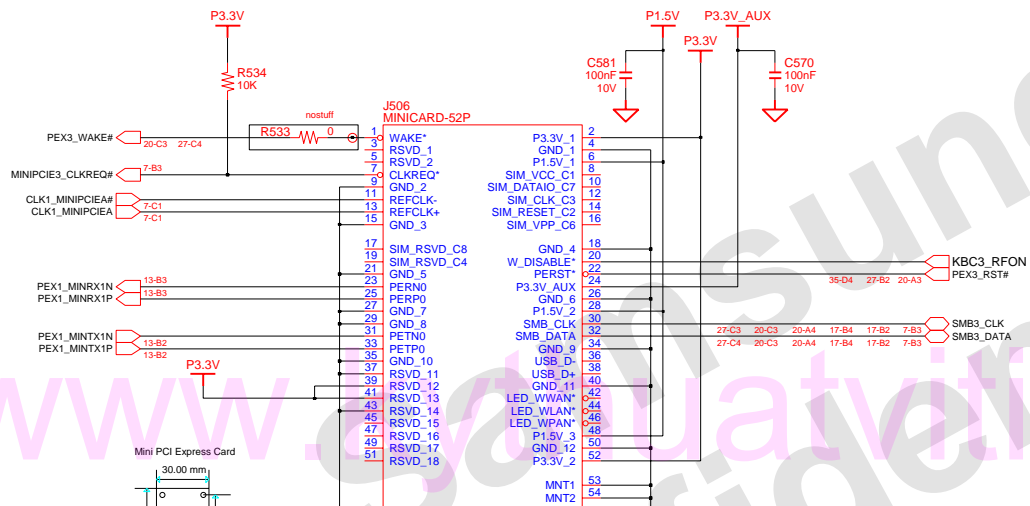 P3.3V
P1.5V
P3.3V_AUX
P3.3V
R534
10K
C581
100nF
10V
C570
100nF
10V
J506
MINICARD-52P
nostuff
R533 0
PEX3_WAKE#
20-C3 27-C4
MINIPCIE3_CLKREQ#
7-B3
CLK1_MINIPCIEA#
7-C1
CLK1_MINIPCIEA
7-C1
PEX1_MINRX1N
13-B3
PEX1_MINRX1P
13-B3
PEX1_MINTX1N
13-B2
PEX1_MINTX1P
13-B2
P3.3V
1 WAKE*
3 RSVD_1
5 RSVD_2
7 CLKREQ*
9 GND_2
11 REFCLK-
13 REFCLK+
15 GND_3
17 SIM_RSVD_C8
19 SIM_RSVD_C4
21 GND_5
23 PERN0
25 PERP0
27 GND_7
29 GND_8
31 PETN0
33 PETP0
35 GND_10
37 RSVD_11
39 RSVD_12
41 RSVD_13
43 RSVD_14
45 RSVD_15
47 RSVD_16
49 RSVD_17
51 RSVD_18
P3.3V_1 2
GND_1 4
P1.5V_1 6
SIM_VCC_C1 8
SIM_DATAIO_C7 10
SIM_CLK_C3 12
SIM_RESET_C2 14
SIM_VPP_C6 16
GND_4 18
W_DISABLE* 20
PERST* 22
P3.3V_AUX 24
GND_6 26
P1.5V_2 28
SMB_CLK 30
SMB_DATA 32
GND_9 34
USB_D- 36
USB_D+ 38
GND_11 40
LED_WWAN* 42
LED_WLAN* 44
LED_WPAN* 46
P1.5V_3 48
GND_12 50
P3.3V_2 52
MNT1 53
MNT2 54
KBC3_RFON
35-D4 27-B2 20-A3 PEX3_RST#
27-C3 20-C3 20-A4 17-B4 17-B2 7-B3 SMB3_CLK
27-C4 20-C3 20-A4 17-B4 17-B2 7-B3 SMB3_DATA
Mini PCI Express Card
30.00 mm
www.kythuatviti
Samsung